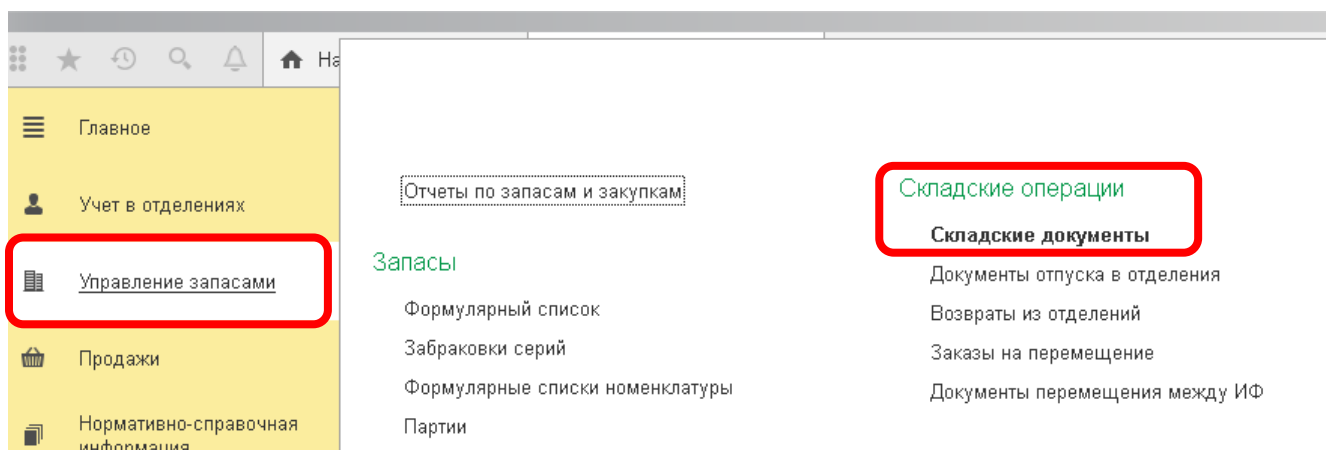 На
Главное
Учет в отделениях
Управление запасами
Продажи
Нормативно-справочная
информация
Отчеты по запасам и закупкам
Запасы
Формулярный список
Забраковки серий
Формулярные списки номенклатуры
Партии
Складские операции
Складские документы
Документы отпуска в отделения
Возвраты из отделений
Заказы на перемещение
Документы перемещения между ИФ